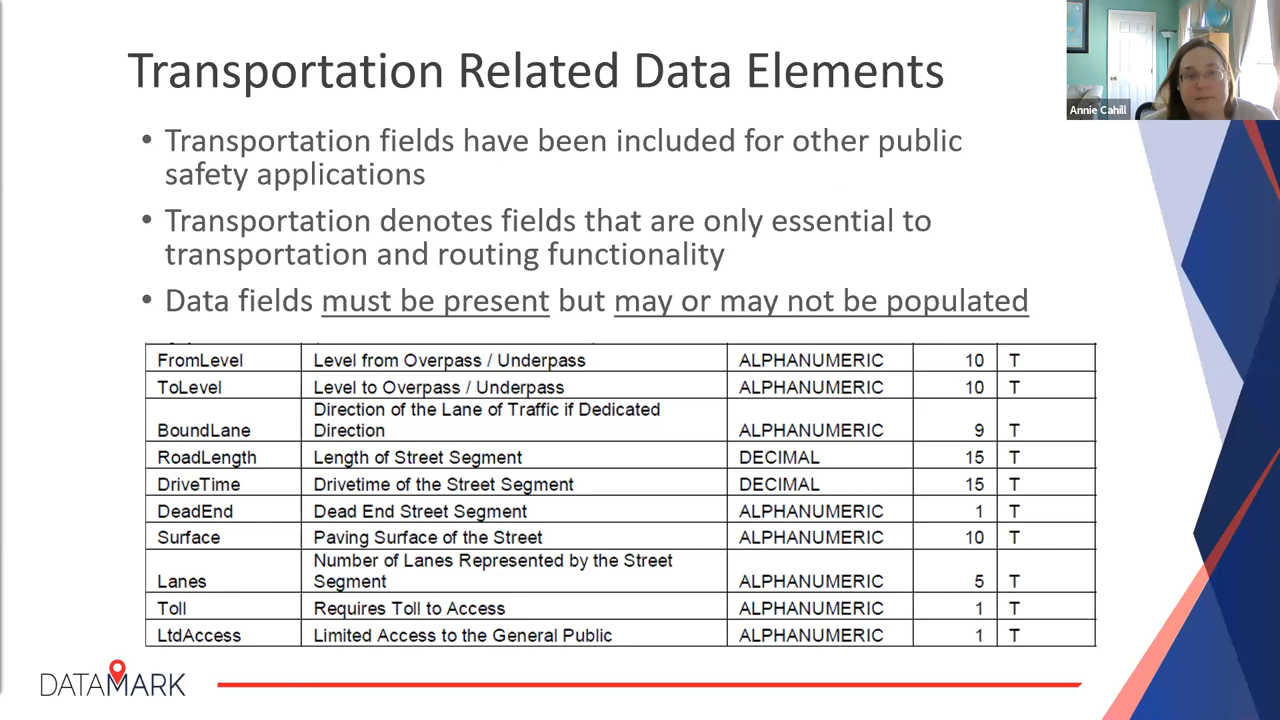 Transportation Related Data Elements
Annie Cahill
• Transportation fields have been included for other public
safety applications
• Transportation denotes fields that are only essential to
transportation and routing functionality
• Data fields must be present but may or may not be populated
FromLevel Level from Overpass / Underpass ALPHANUMERIC 10 T
ToLevel Level to Overpass / Underpass ALPHANUMERIC 10 T
Direction of the Lane of Traffic if Dedicated
BoundLane Direction ALPHANUMERIC 9 T
RoadLength Length of Street Segment DECIMAL 15 T
DriveTime Drivetime of the Street Segment DECIMAL 15 T
DeadEnd Dead End Street Segment ALPHANUMERIC 1 T
Surface Paving Surface of the Street ALPHANUMERIC 10 T
Number of Lanes Represented by the Street
Lanes Segment ALPHANUMERIC 5 T
Toll Requires Toll to Access ALPHANUMERIC 1 T
LtdAccess Limited Access to the General Public ALPHANUMERIC 1 T
DATAMARK